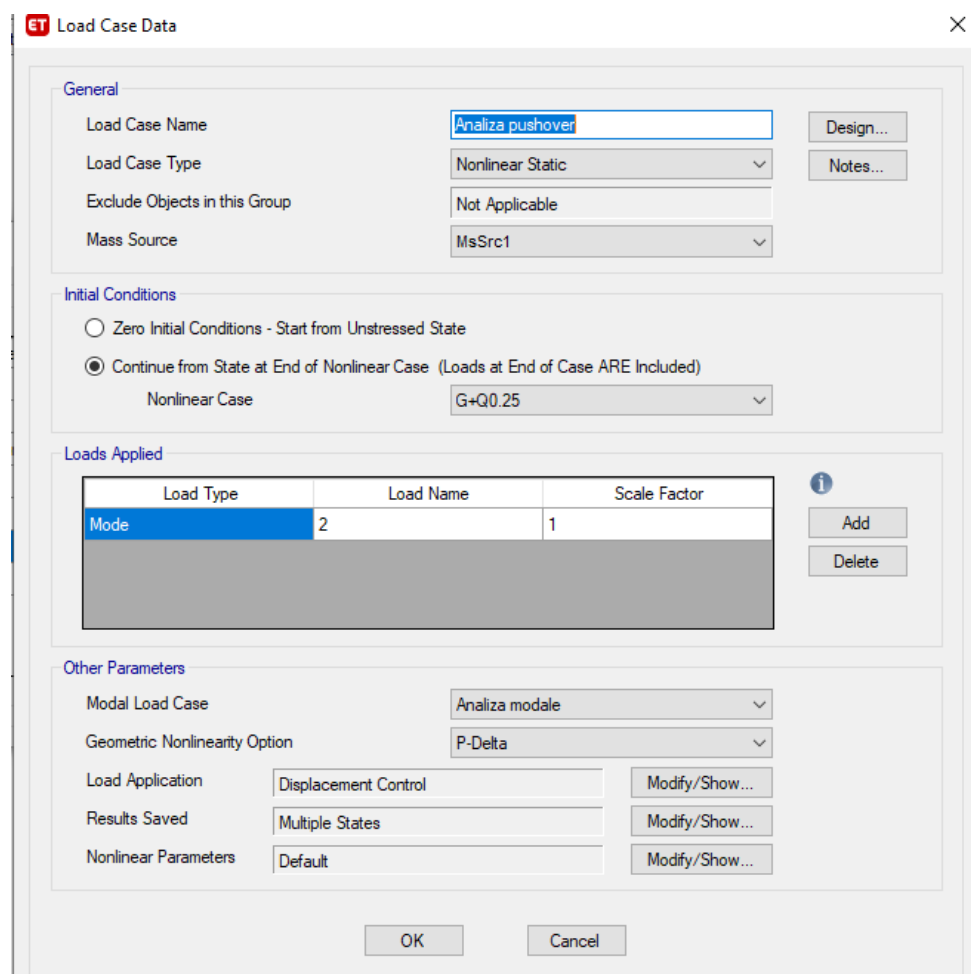 ET Load Case Data
General
Load Case Name Analiza pushover Design...
Load Case Type Nonlinear Static Notes...
Exclude Objects in this Group Not Applicable
Mass Source MsSrc1
Initial Conditions
Zero Initial Conditions - Start from Unstressed State
Continue from State at End of Nonlinear Case (Loads at End of Case ARE Included)
Nonlinear Case G+Q0.25
Loads Applied
Load Type Load Name Scale Factor
Mode 2 1
Add
Delete
Other Parameters
Modal Load Case Analiza modale
Geometric Nonlinearity Option P-Delta
Load Application Displacement Control Modify/Show...
Results Saved Multiple States Modify/Show...
Nonlinear Parameters Default Modify/Show...
OK Cancel